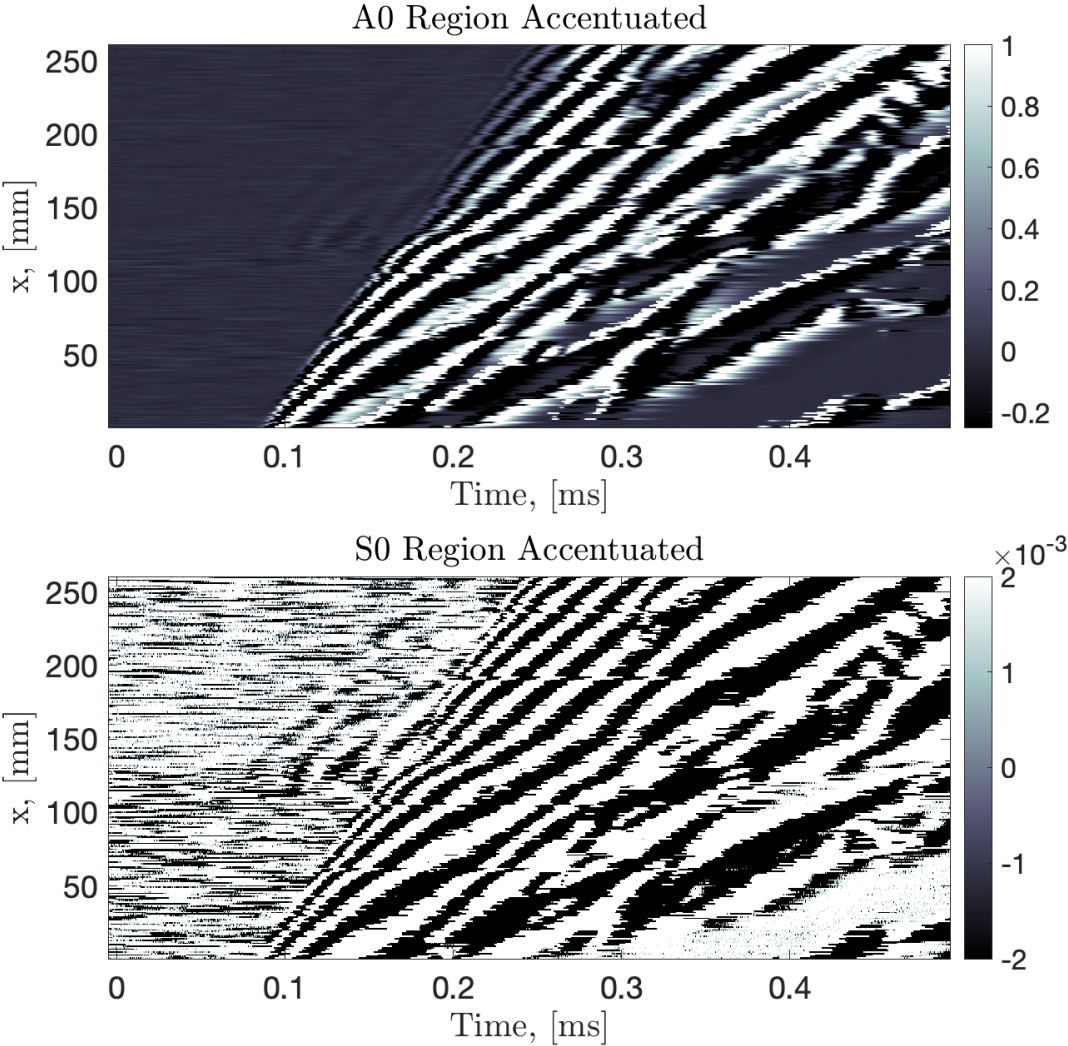 A0 Region Accentuated
250
200
150
100
50
x, [mm]
0 0.1 0.2 0.3 0.4
Time, [ms]
1
0.8
0.6
0.4
0.2
0
-0.2
S0 Region Accentuated
250
200
150
100
50
x, [mm]
0 0.1 0.2 0.3 0.4
Time, [ms]
×10-3
2
1
0
-1
-2